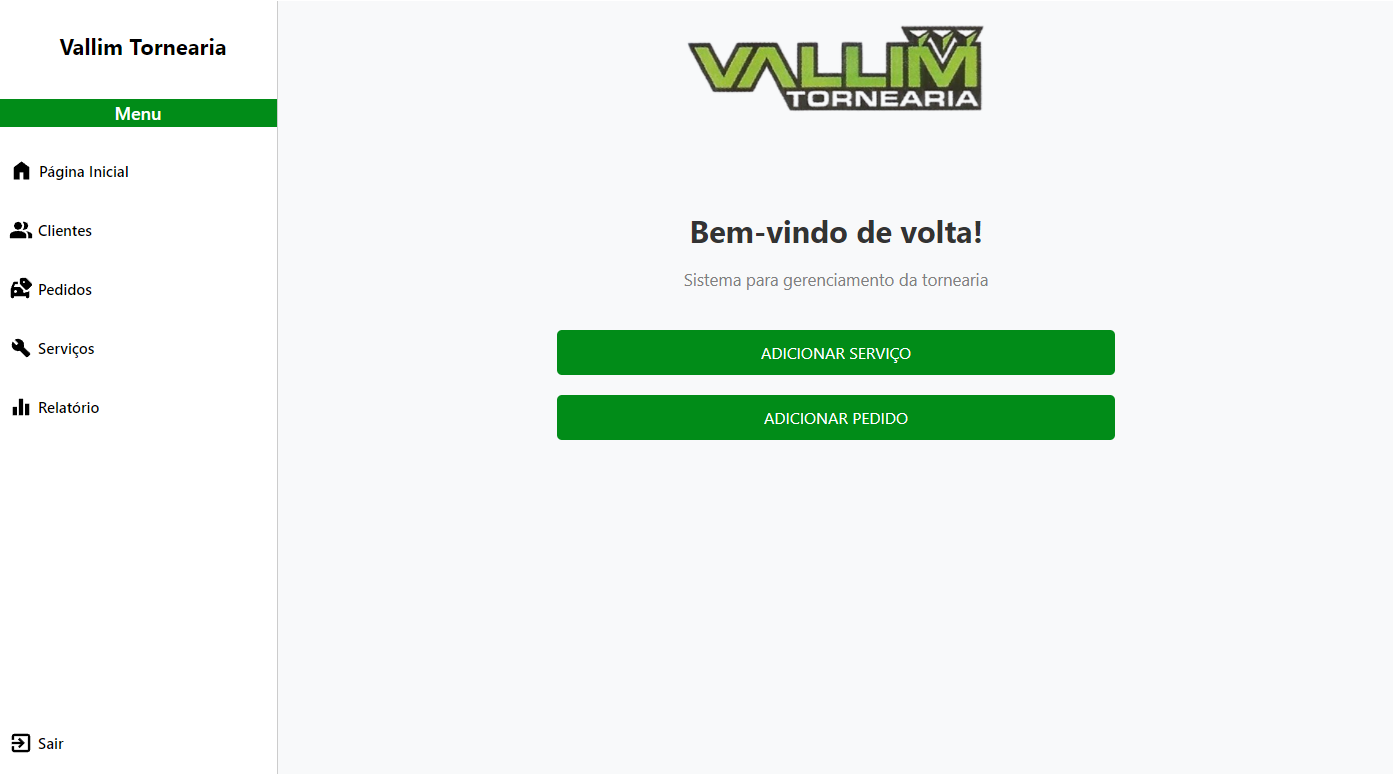 Vallim Tornearia
Menu
Página Inicial
Clientes
Pedidos
Serviços
Relatório
Sair
VALLIM
TORNEARIA
Bem-vindo de volta!
Sistema para gerenciamento da tornearia
ADICIONAR SERVIÇO
ADICIONAR PEDIDO